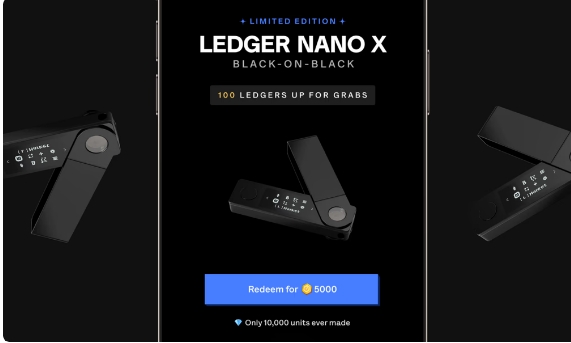 LIMITED EDITION
LEDGER NANO X
BLACK-ON-BLACK
100 LEDGERS UP FOR GRABS
Redeem for 5000
Only 10,000 units ever made